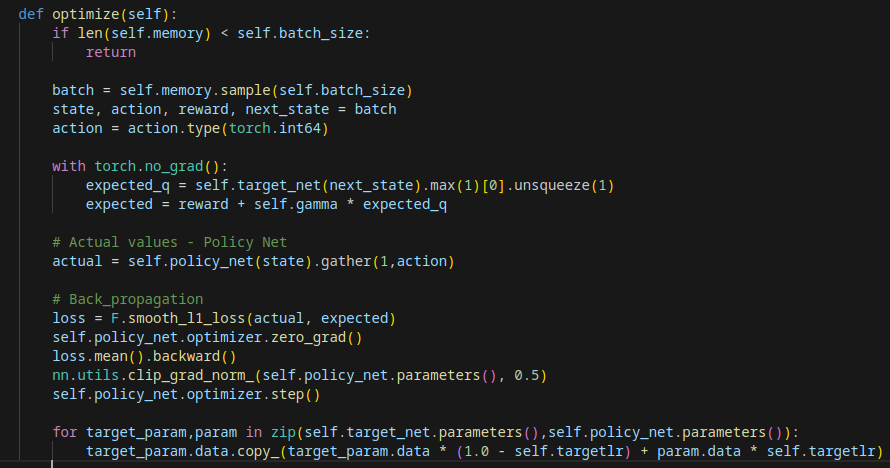 def optimize(self):
    if len(self.memory) < self.batch_size:
        return

    batch = self.memory.sample(self.batch_size)
    state, action, reward, next_state = batch
    action = action.type(torch.int64)

    with torch.no_grad():
        expected_q = self.target_net(next_state).max(1)[0].unsqueeze(1)
        expected = reward + self.gamma * expected_q

    # Actual values - Policy Net
    actual = self.policy_net(state).gather(1,action)

    # Back_propagation
    loss = F.smooth_l1_loss(actual, expected)
    self.policy_net.optimizer.zero_grad()
    loss.mean().backward()
    nn.utils.clip_grad_norm_(self.policy_net.parameters(), 0.5)
    self.policy_net.optimizer.step()

    for target_param,param in zip(self.target_net.parameters(),self.policy_net.parameters()):
        target_param.data.copy_(target_param.data * (1.0 - self.targetlr) + param.data * self.targetlr)